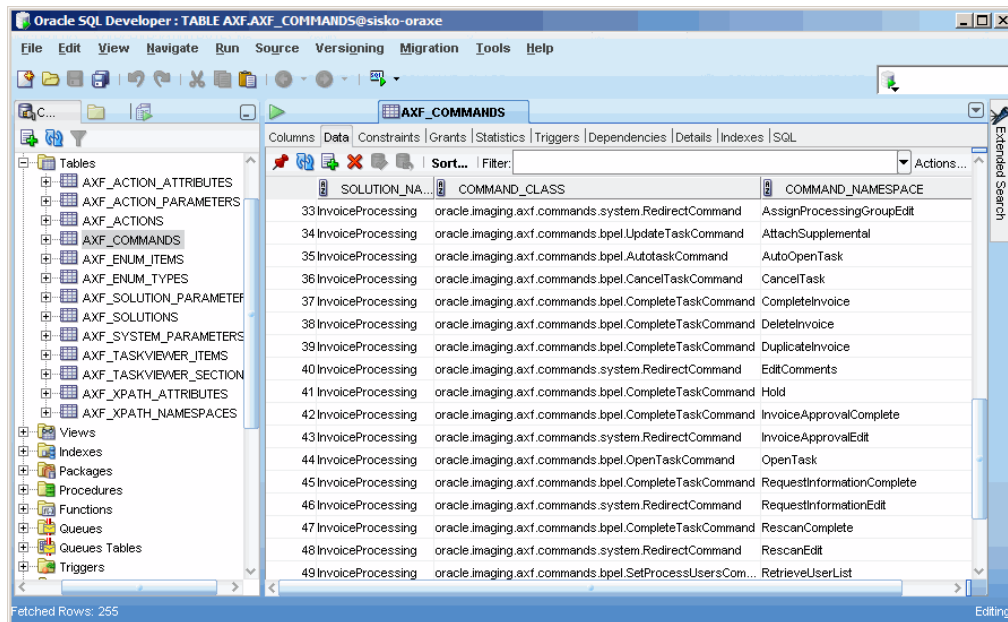 Oracle SQL Developer : TABLE AXF.AXF_COMMANDS@sisko-oraxe
File Edit View Navigate Run Source Versioning Migration Tools Help
C... AXF_COMMANDS
Columns Data Constraints Grants Statistics Triggers Dependencies Details Indexes SQL
Sort... Filter: Actions...
Extended Search
Tables
AXF_ACTION_ATTRIBUTES
AXF_ACTION_PARAMETERS
AXF_ACTIONS
AXF_COMMANDS
AXF_ENUM_ITEMS
AXF_ENUM_TYPES
AXF_SOLUTION_PARAMETER
AXF_SOLUTIONS
AXF_SYSTEM_PARAMETERS
AXF_TASKVIEWER_ITEMS
AXF_TASKVIEWER_SECTION
AXF_XPATH_ATTRIBUTES
AXF_XPATH_NAMESPACES
Views
Indexes
Packages
Procedures
Functions
Queues
Queues Tables
Triggers
SOLUTION_NA... COMMAND_CLASS COMMAND_NAMESPACE
33 InvoiceProcessing oracle.imaging.axf.commands.system.RedirectCommand AssignProcessingGroupEdit
34 InvoiceProcessing oracle.imaging.axf.commands.bpel.UpdateTaskCommand AttachSupplemental
35 InvoiceProcessing oracle.imaging.axf.commands.bpel.AutotaskCommand AutoOpenTask
36 InvoiceProcessing oracle.imaging.axf.commands.bpel.CancelTaskCommand CancelTask
37 InvoiceProcessing oracle.imaging.axf.commands.bpel.CompleteTaskCommand CompleteInvoice
38 InvoiceProcessing oracle.imaging.axf.commands.bpel.CompleteTaskCommand DeleteInvoice
39 InvoiceProcessing oracle.imaging.axf.commands.bpel.CompleteTaskCommand DuplicateInvoice
40 InvoiceProcessing oracle.imaging.axf.commands.system.RedirectCommand EditComments
41 InvoiceProcessing oracle.imaging.axf.commands.bpel.CompleteTaskCommand Hold
42 InvoiceProcessing oracle.imaging.axf.commands.bpel.CompleteTaskCommand InvoiceApprovalComplete
43 InvoiceProcessing oracle.imaging.axf.commands.system.RedirectCommand InvoiceApprovalEdit
44 InvoiceProcessing oracle.imaging.axf.commands.bpel.OpenTaskCommand OpenTask
45 InvoiceProcessing oracle.imaging.axf.commands.bpel.CompleteTaskCommand RequestInformationComplete
46 InvoiceProcessing oracle.imaging.axf.commands.system.RedirectCommand RequestInformationEdit
47 InvoiceProcessing oracle.imaging.axf.commands.bpel.CompleteTaskCommand RescanComplete
48 InvoiceProcessing oracle.imaging.axf.commands.system.RedirectCommand RescanEdit
49 InvoiceProcessing oracle.imaging.axf.commands.bpel.SetProcessUsersCom... RetrieveUserList
Fetched Rows: 255 Editing